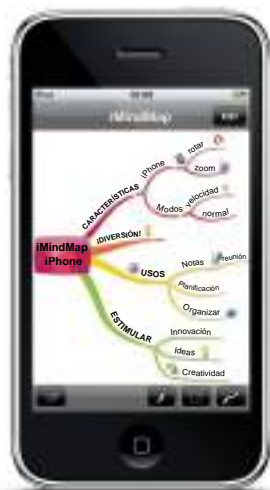 iMindMap
iMindMap
iPhone
CARACTERÍSTICAS
iPhone
rotar
zoom
Modos
velocidad
normal
¡DIVERSIÓN!
USOS
Notas
reunión
Planificación
Organizar
ESTIMULAR
Innovación
Ideas
Creatividad